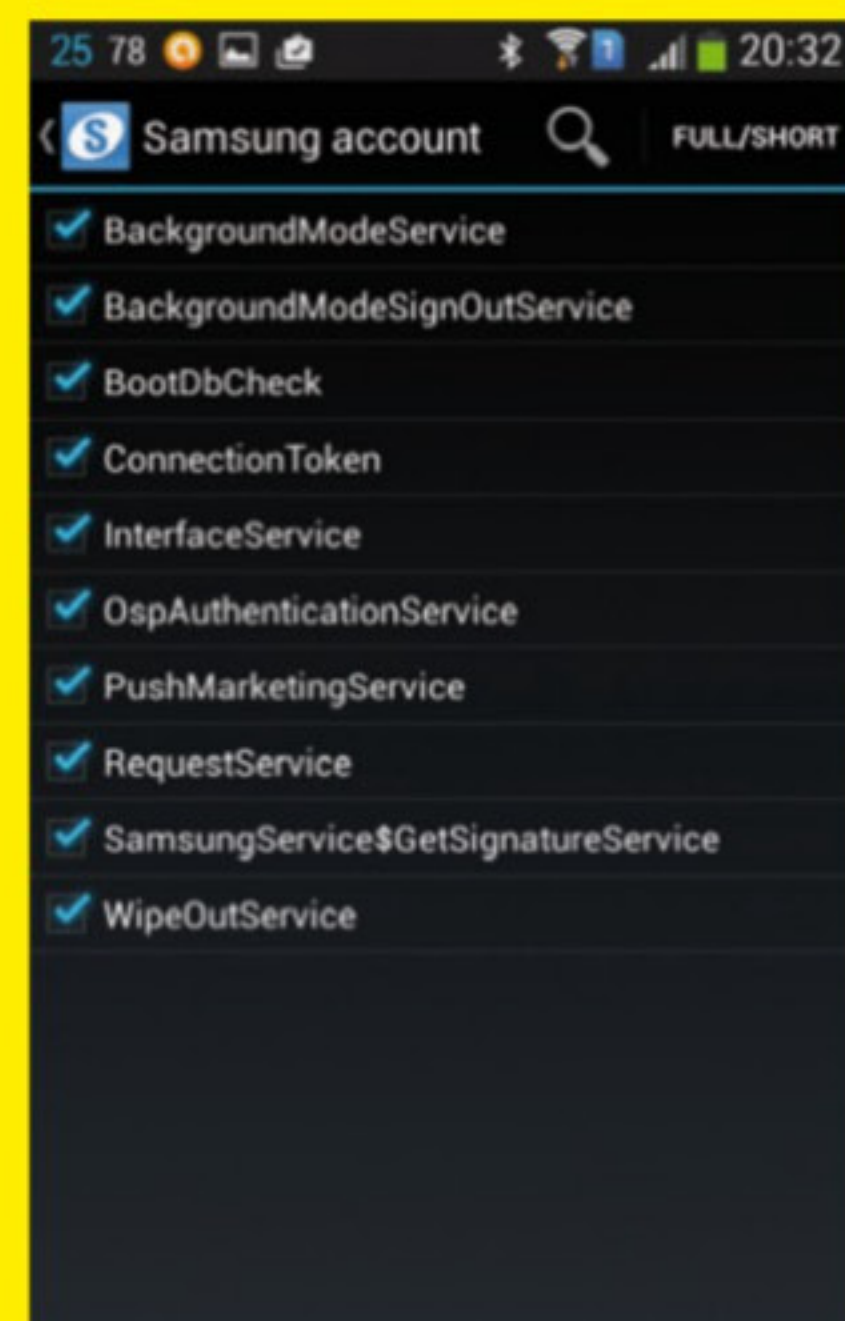 25 78 1 20:32
S Samsung account FULL/SHORT
BackgroundModeService
BackgroundModeSignOutService
BootDbCheck
ConnectionToken
InterfaceService
OspAuthenticationService
PushMarketingService
RequestService
SamsungService$GetSignatureService
WipeOutService